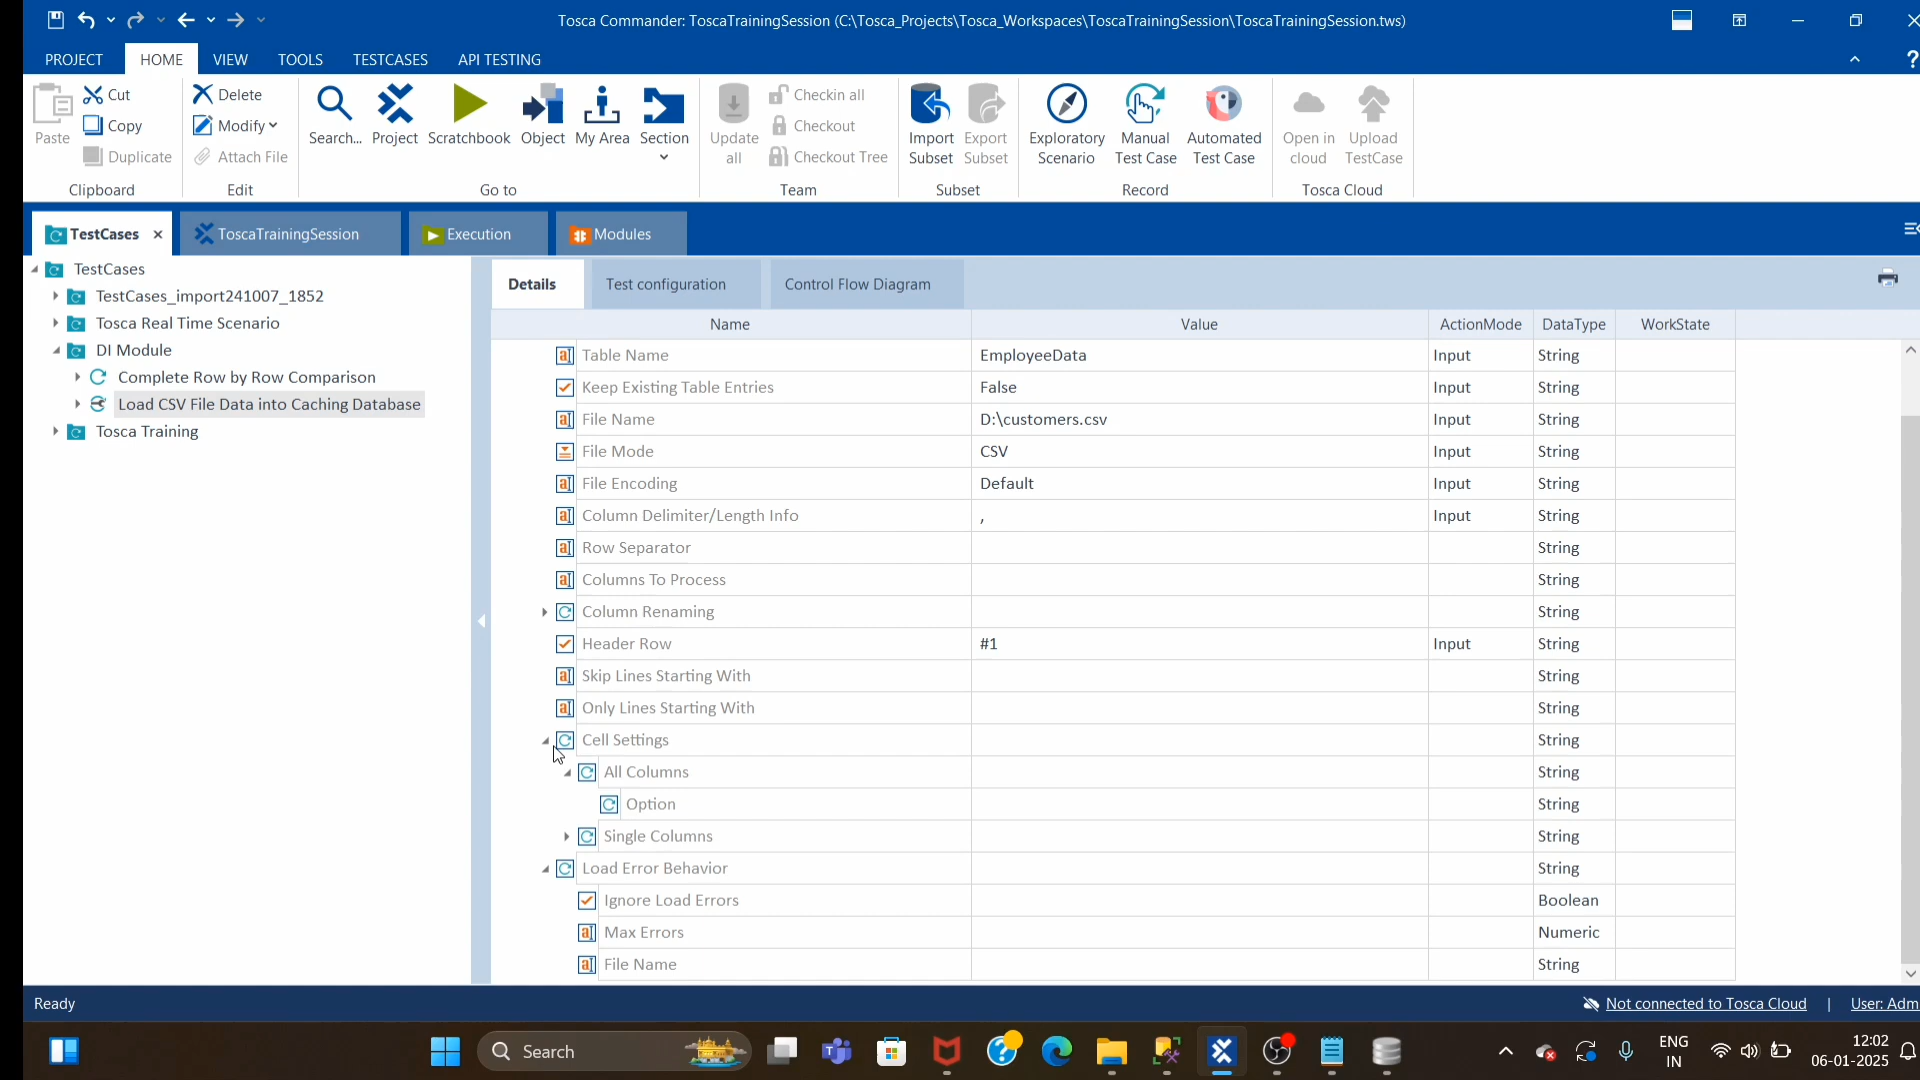 Tosca Commander: ToscaTrainingSession (C:\Tosca_Projects\Tosca_Workspaces\ToscaTrainingSession\ToscaTrainingSession.tws)
PROJECT HOME VIEW TOOLS TESTCASES API TESTING
Paste
Cut
Copy
Duplicate
Clipboard
Delete
Modify
Attach File
Edit
Search...
Project
Scratchbook
Object
My Area
Section
Go to
Update all
Checkin all
Checkout
Checkout Tree
Team
Import Subset
Export Subset
Subset
Exploratory Scenario
Manual Test Case
Automated Test Case
Record
Open in cloud
Upload TestCase
Tosca Cloud
TestCases ToscaTrainingSession Execution Modules
TestCases
TestCases_import241007_1852
Tosca Real Time Scenario
DI Module
Complete Row by Row Comparison
Load CSV File Data into Caching Database
Tosca Training
Details Test configuration Control Flow Diagram
Name Value ActionMode DataType WorkState
Table Name EmployeeData Input String
Keep Existing Table Entries False Input String
File Name D:\customers.csv Input String
File Mode CSV Input String
File Encoding Default Input String
Column Delimiter/Length Info , Input String
Row Separator String
Columns To Process String
Column Renaming String
Header Row #1 Input String
Skip Lines Starting With String
Only Lines Starting With String
Cell Settings String
All Columns String
Option String
Single Columns String
Load Error Behavior String
Ignore Load Errors Boolean
Max Errors Numeric
File Name String
Ready Not connected to Tosca Cloud | User: Adm
Search
ENG
IN
12:02
06-01-2025